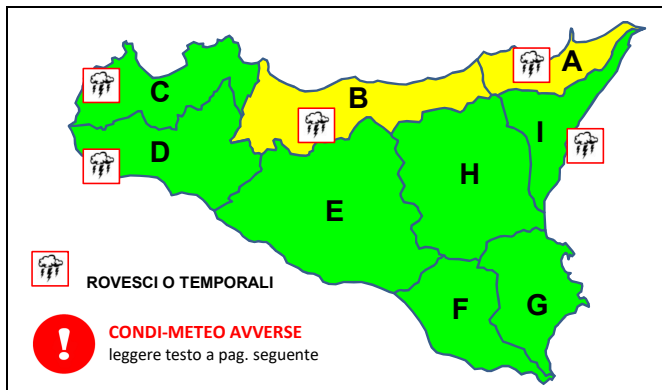 A
C
B
I
D
H
E
F
G
ROVESCI O TEMPORALI
!
CONDI-METEO AVVERSE
leggere testo a pag. seguente